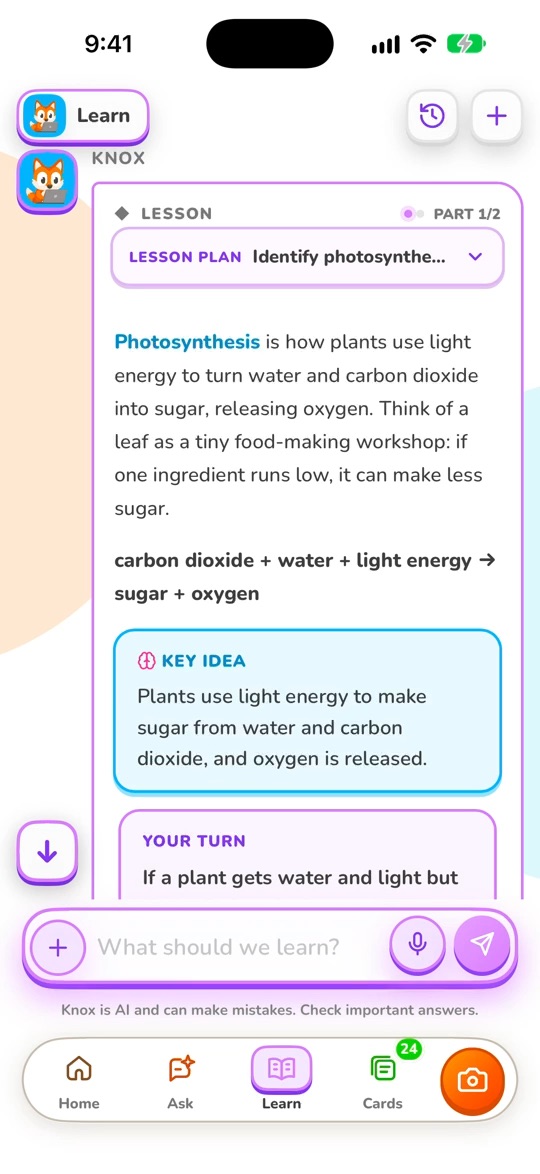 9:41
Learn
KNOX
LESSON
PART 1/2
LESSON PLAN Identify photosynthe...
Photosynthesis is how plants use light
energy to turn water and carbon dioxide
into sugar, releasing oxygen. Think of a
leaf as a tiny food-making workshop: if
one ingredient runs low, it can make less
sugar.
carbon dioxide + water + light energy →
sugar + oxygen
KEY IDEA
Plants use light energy to make
sugar from water and carbon
dioxide, and oxygen is released.
YOUR TURN
If a plant gets water and light but
What should we learn?
Knox is AI and can make mistakes. Check important answers.
24
Home
Ask
Learn
Cards